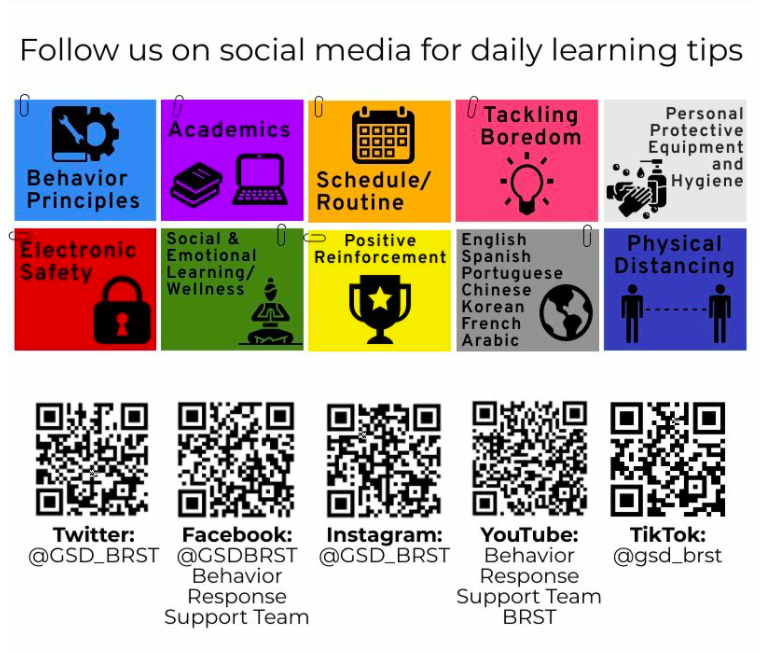 Follow us on social media for daily learning tips
Behavior
Principles
Academics
Schedule/
Routine
Tackling
Boredom
Personal
Protective
Equipment
and
Hygiene
Electronic
Safety
Social &
Emotional
Learning/
Wellness
Positive
Reinforcement
English
Spanish
Portuguese
Chinese
Korean
French
Arabic
Physical
Distancing
Twitter:
@GSD_BRST
Facebook:
@GSDBRST
Behavior
Response
Support Team
Instagram:
@GSD_BRST
YouTube:
Behavior
Response
Support Team
BRST
TikTok:
@gsd_brst